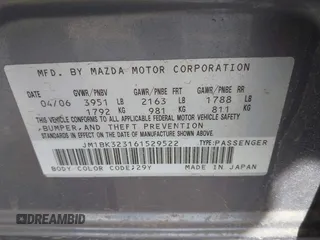 MFD. BY MAZDA MOTOR CORPORATION
GVWR/PNBV GAWR/PNBE FRT GAWR/PNBE RR
04/06 3951 LB 2163 LB 1788 LB
1792 KG 981 KG 811 KG
THIS VEHICLE CONFORMS TO ALL APPLICABLE FEDERAL MOTOR VEHICLE SAFETY,
BUMPER, AND THEFT PREVENTION STANDARDS IN EFFECT ON THE DATE OF MANUFACTURE SHOWN ABOVE.
JM1BK323161529522 TYPE:PASSENGER
BODY COLOR CODE:29Y MADE IN JAPAN
DREAMBID